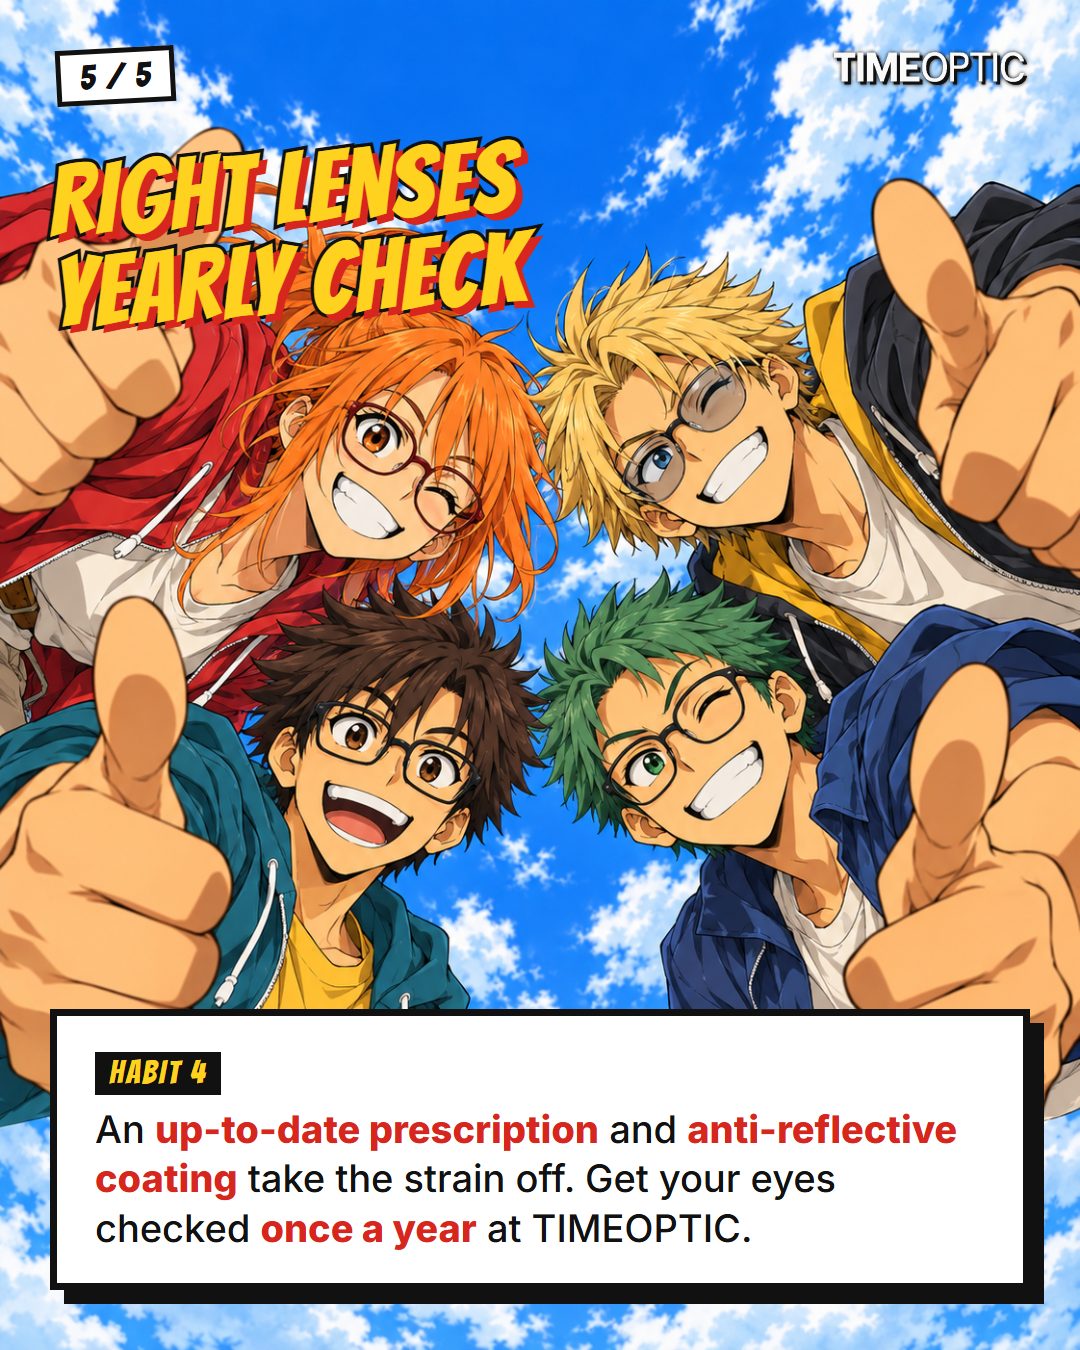 5 / 5
TIMEOPTIC
RIGHT LENSES
YEARLY CHECK
HABIT 4
An up-to-date prescription and anti-reflective
coating take the strain off. Get your eyes
checked once a year at TIMEOPTIC.